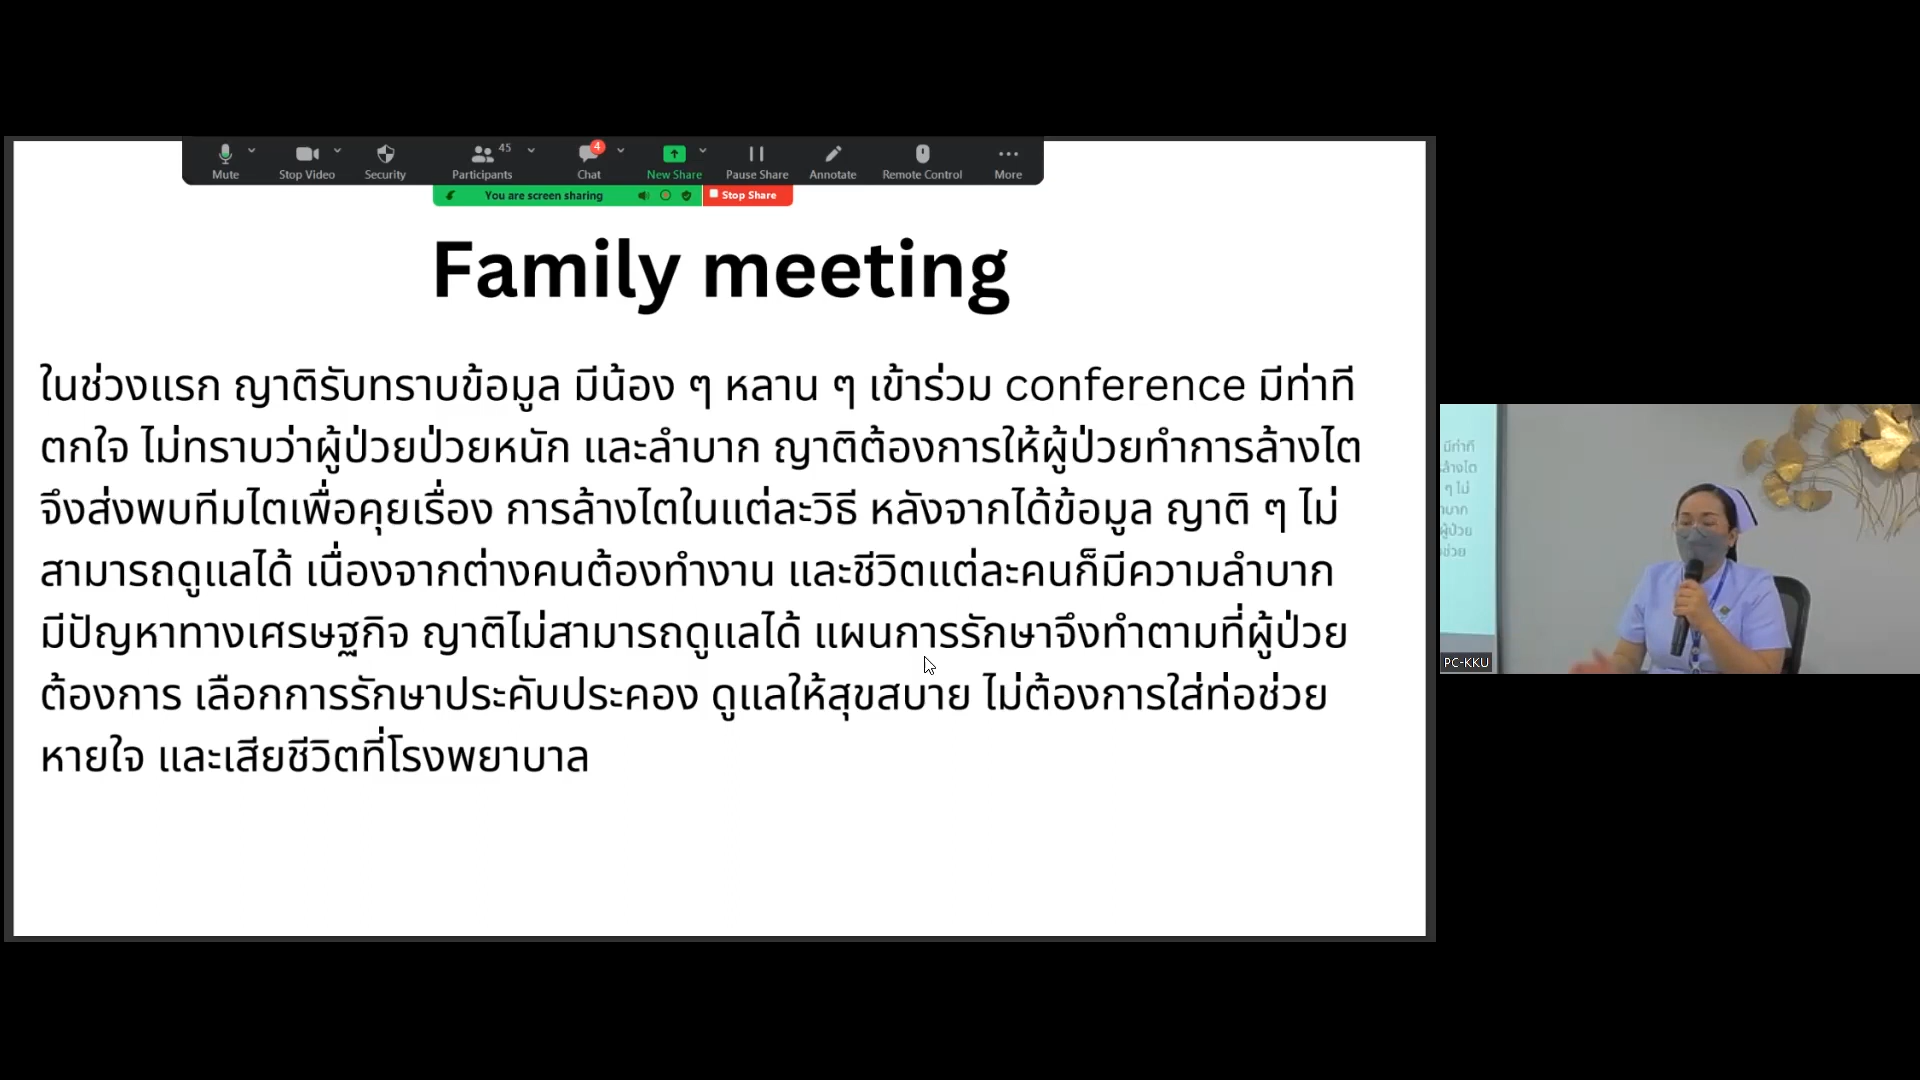 Mute
Stop Video
Security
45
Participants
4
Chat
New Share
Pause Share
Annotate
Remote Control
More
You are screen sharing
Stop Share
Family meeting
ในช่วงแรก ญาติรับทราบข้อมูล มีน้อง ๆ หลาน ๆ เข้าร่วม conference มีท่าที
ตกใจ ไม่ทราบว่าผู้ป่วยป่วยหนัก และลำบาก ญาติต้องการให้ผู้ป่วยทำการล้างไต
จึงส่งพบทีมไตเพื่อคุยเรื่อง การล้างไตในแต่ละวิธี หลังจากได้ข้อมูล ญาติ ๆ ไม่
สามารถดูแลได้ เนื่องจากต่างคนต้องทำงาน และชีวิตแต่ละคนก็มีความลำบาก
มีปัญหาทางเศรษฐกิจ ญาติไม่สามารถดูแลได้ แผนการรักษาจึงทำตามที่ผู้ป่วย
ต้องการ เลือกการรักษาประคับประคอง ดูแลให้สุขสบาย ไม่ต้องการใส่ท่อช่วย
หายใจ และเสียชีวิตที่โรงพยาบาล
มีท่าที
ล้างไต
ๆ ไม่
ผู้ป่วย
ช่วย
PC-KKU